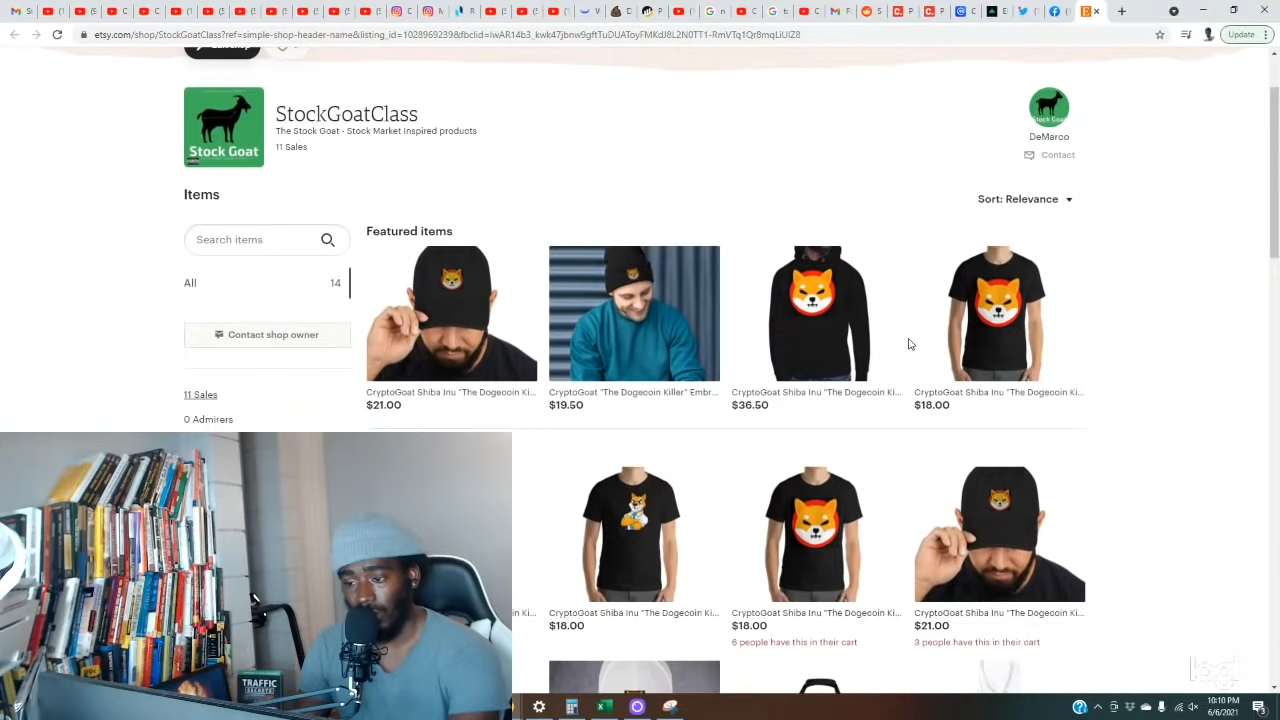 etsy.com/shop/StockGoatClass?ref=simple-shop-header-name&listing_id=1028969239&fbclid=IwAR14b3_kwk47jbnw9gftTuDUAToyFMKdJ8L2N0TT1-RmVTq1Qr8mqLiUIZ8
Update
Stock Goat
StockGoatClass
The Stock Goat - Stock Market Inspired products
11 Sales
DeMarco
Contact
Items
Sort: Relevance
Search items
Featured items
All 14
Contact shop owner
CryptoGoat Shiba Inu "The Dogecoin Ki...
CryptoGoat "The Dogecoin Killer" Embr...
CryptoGoat Shiba Inu "The Dogecoin Ki...
CryptoGoat Shiba Inu "The Dogecoin Ki...
$21.00
$19.50
$36.50
$18.00
11 Sales
0 Admirers
in Ki...
CryptoGoat Shiba Inu "The Dogecoin Ki...
CryptoGoat Shiba Inu "The Dogecoin Ki...
CryptoGoat Shiba Inu "The Dogecoin Ki...
$18.00
$18.00
$21.00
6 people have this in their cart
3 people have this in their cart
TRAFFIC
SECRETS
logi
10:10 PM
6/6/2021